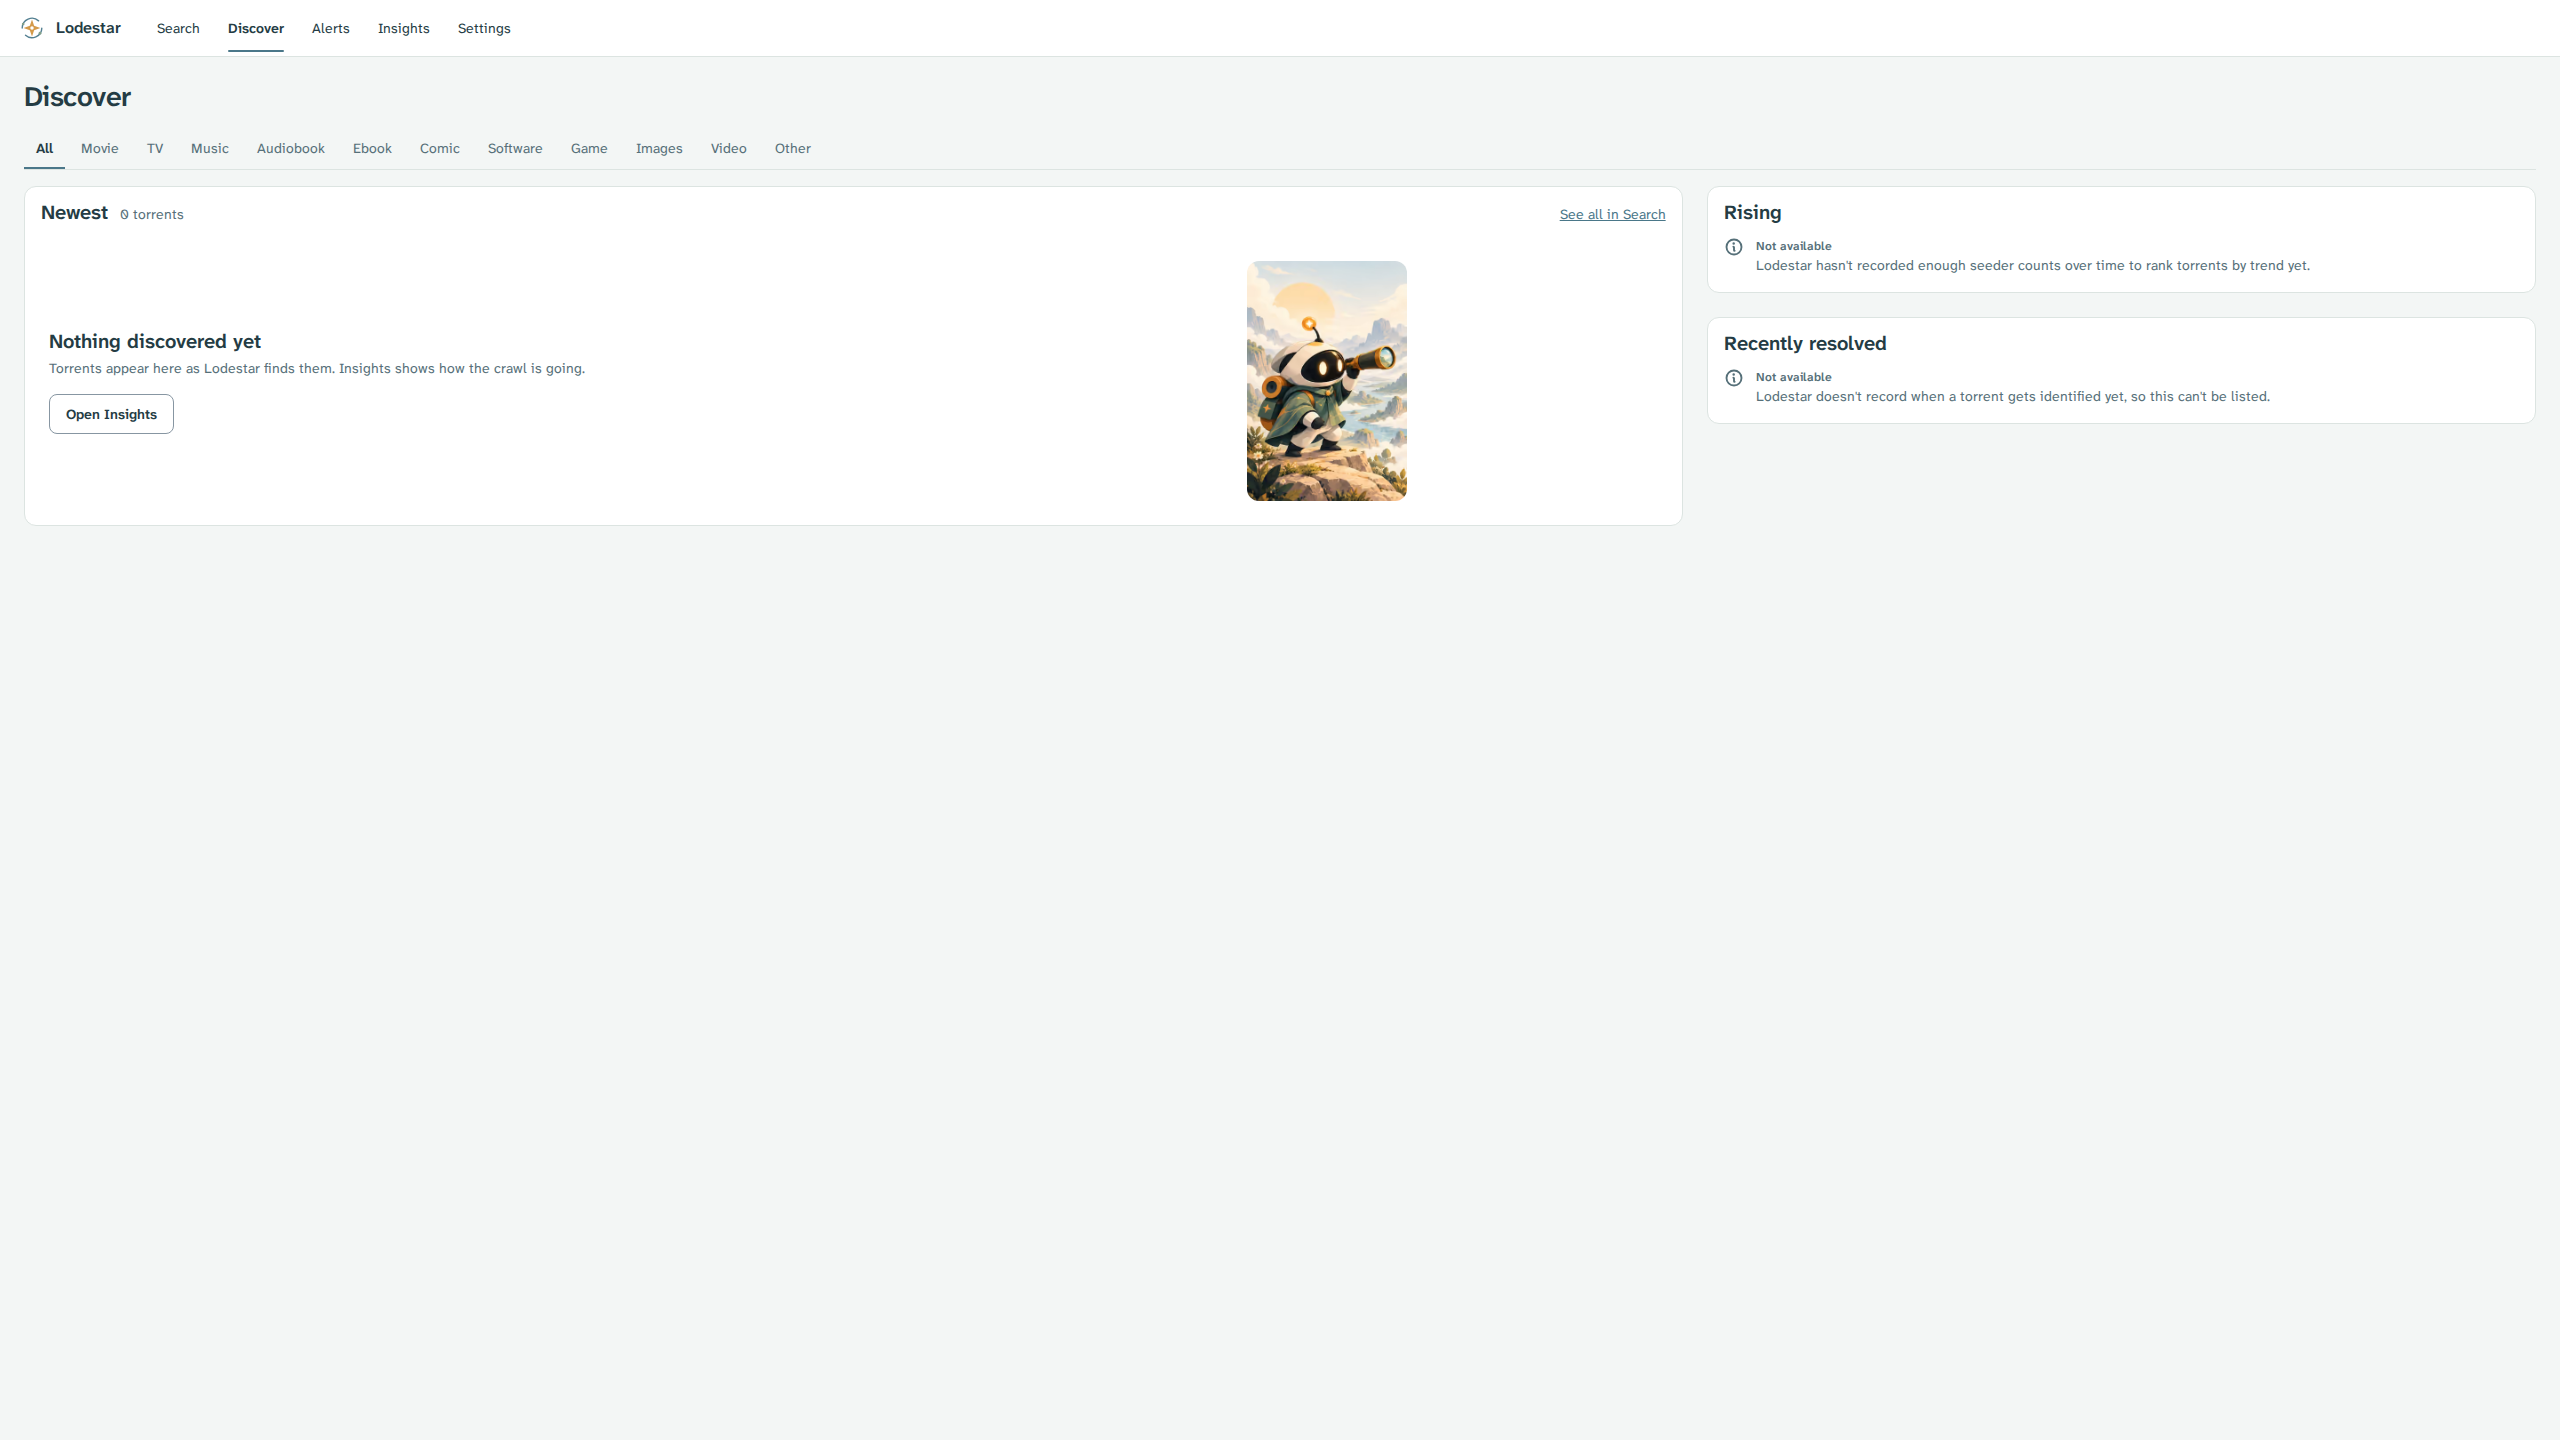 Lodestar
Search
Discover
Alerts
Insights
Settings
Discover
All
Movie
TV
Music
Audiobook
Ebook
Comic
Software
Game
Images
Video
Other
Newest
0 torrents
See all in Search
Nothing discovered yet
Torrents appear here as Lodestar finds them. Insights shows how the crawl is going.
Open Insights
Rising
Not available
Lodestar hasn't recorded enough seeder counts over time to rank torrents by trend yet.
Recently resolved
Not available
Lodestar doesn't record when a torrent gets identified yet, so this can't be listed.